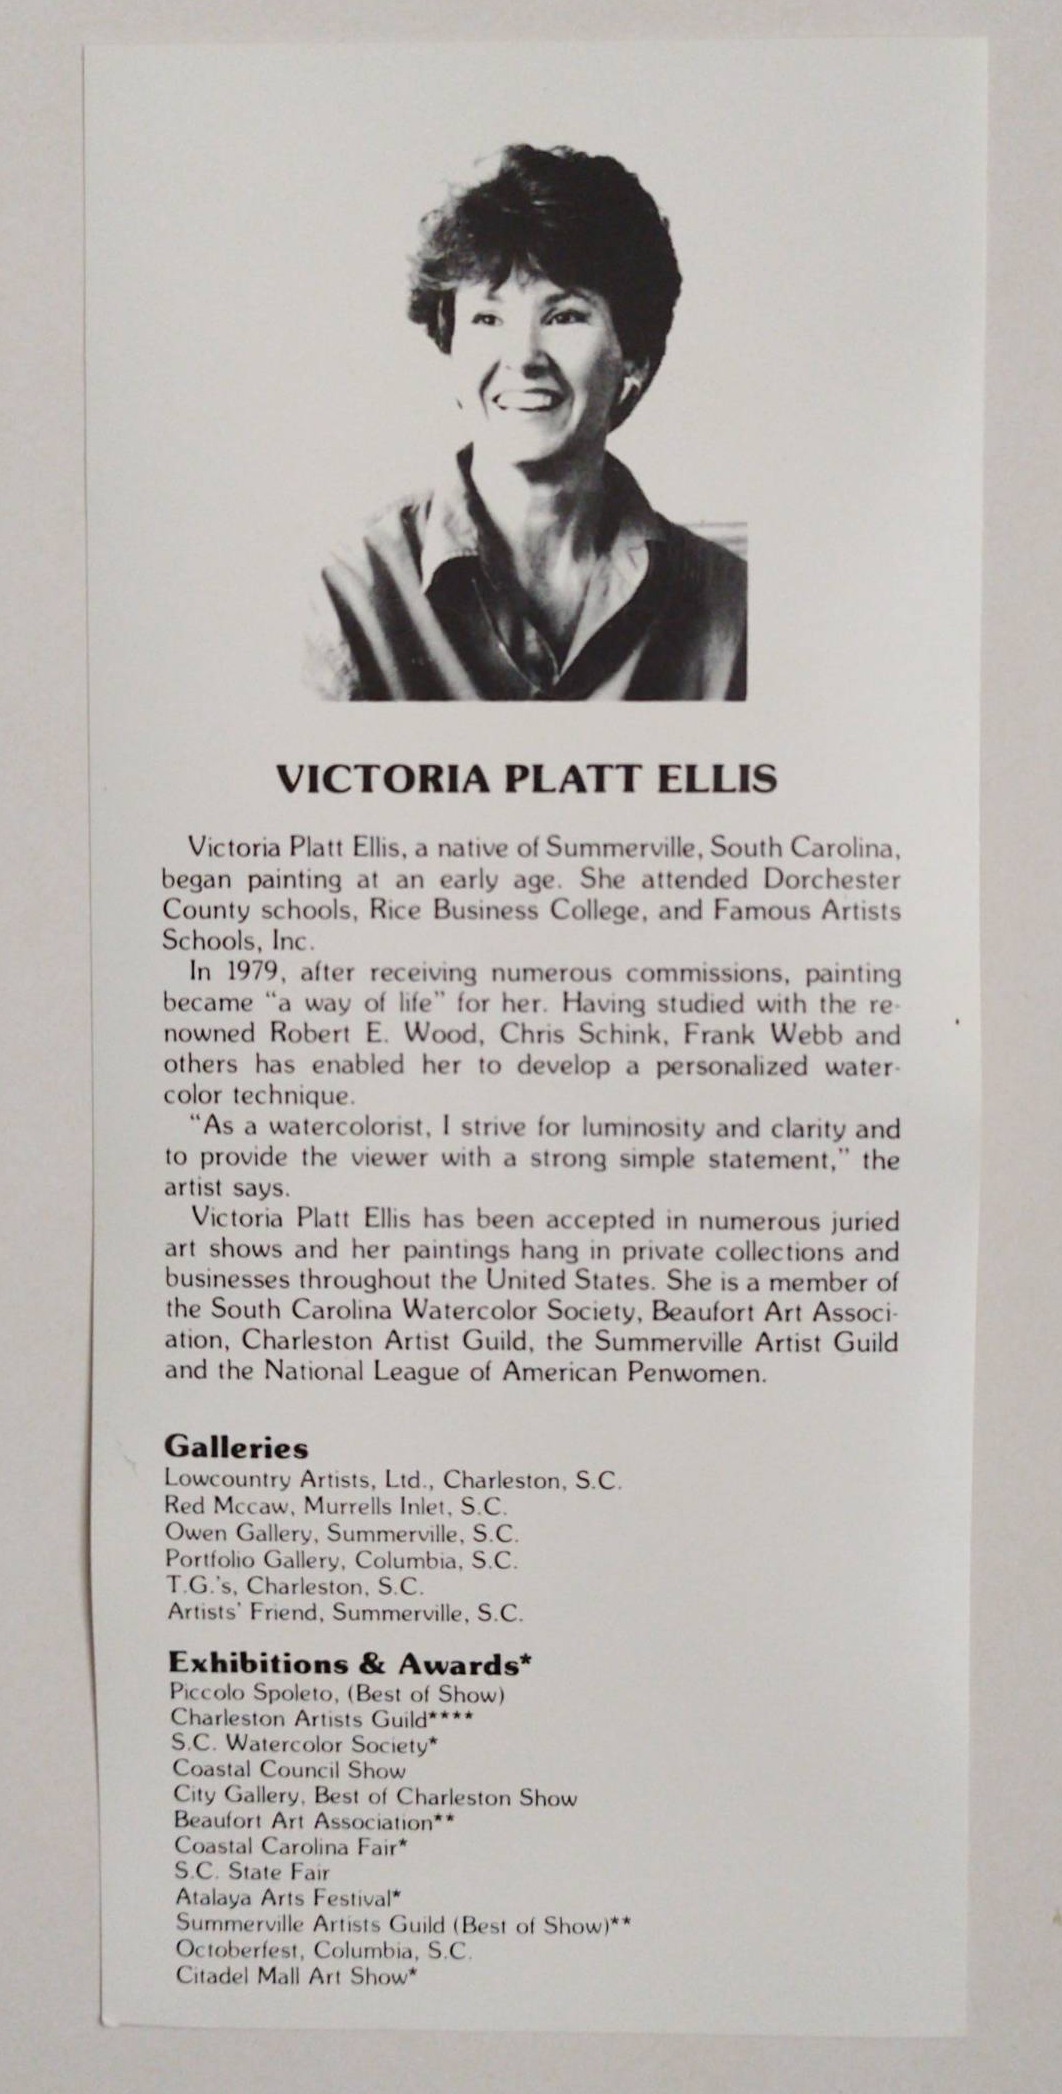 VICTORIA PLATT ELLIS
Victoria Platt Ellis, a native of Summerville, South Carolina,
began painting at an early age. She attended Dorchester
County schools, Rice Business College, and Famous Artists
Schools, Inc.
In 1979, after receiving numerous commissions, painting
became “a way of life” for her. Having studied with the re-
nowned Robert E. Wood, Chris Schink, Frank Webb and
others has enabled her to develop a personalized water-
color technique.
“As a watercolorist, I strive for luminosity and clarity and
to provide the viewer with a strong simple statement,” the
artist says.
Victoria Platt Ellis has been accepted in numerous juried
art shows and her paintings hang in private collections and
businesses throughout the United States. She is a member of
the South Carolina Watercolor Society, Beaufort Art Associ-
ation, Charleston Artist Guild, the Summerville Artist Guild
and the National League of American Penwomen.
Galleries
Lowcountry Artists, Ltd., Charleston, S.C.
Red Mccaw, Murrells Inlet, S.C.
Owen Gallery, Summerville, S.C.
Portfolio Gallery, Columbia, S.C.
T.G.'s, Charleston, S.C.
Artists' Friend, Summerville, S.C.
Exhibitions & Awards*
Piccolo Spoleto, (Best of Show)
Charleston Artists Guild****
S.C. Watercolor Society*
Coastal Council Show
City Gallery, Best of Charleston Show
Beaufort Art Association**
Coastal Carolina Fair*
S.C. State Fair
Atalaya Arts Festival*
Summerville Artists Guild (Best of Show)**
Octoberfest, Columbia, S.C.
Citadel Mall Art Show*